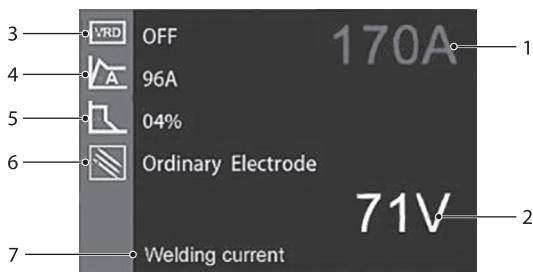 3 VRD OFF 170A 1
4 A 96A
5 04%
6 Ordinary Electrode
71V 2
7 Welding current